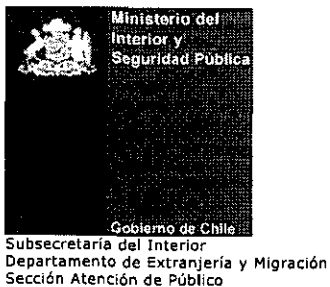 Ministerio del
Interior y
Seguridad Pública
Gobierno de Chile
Subsecretaría del Interior
Departamento de Extranjería y Migración
Sección Atención de Público